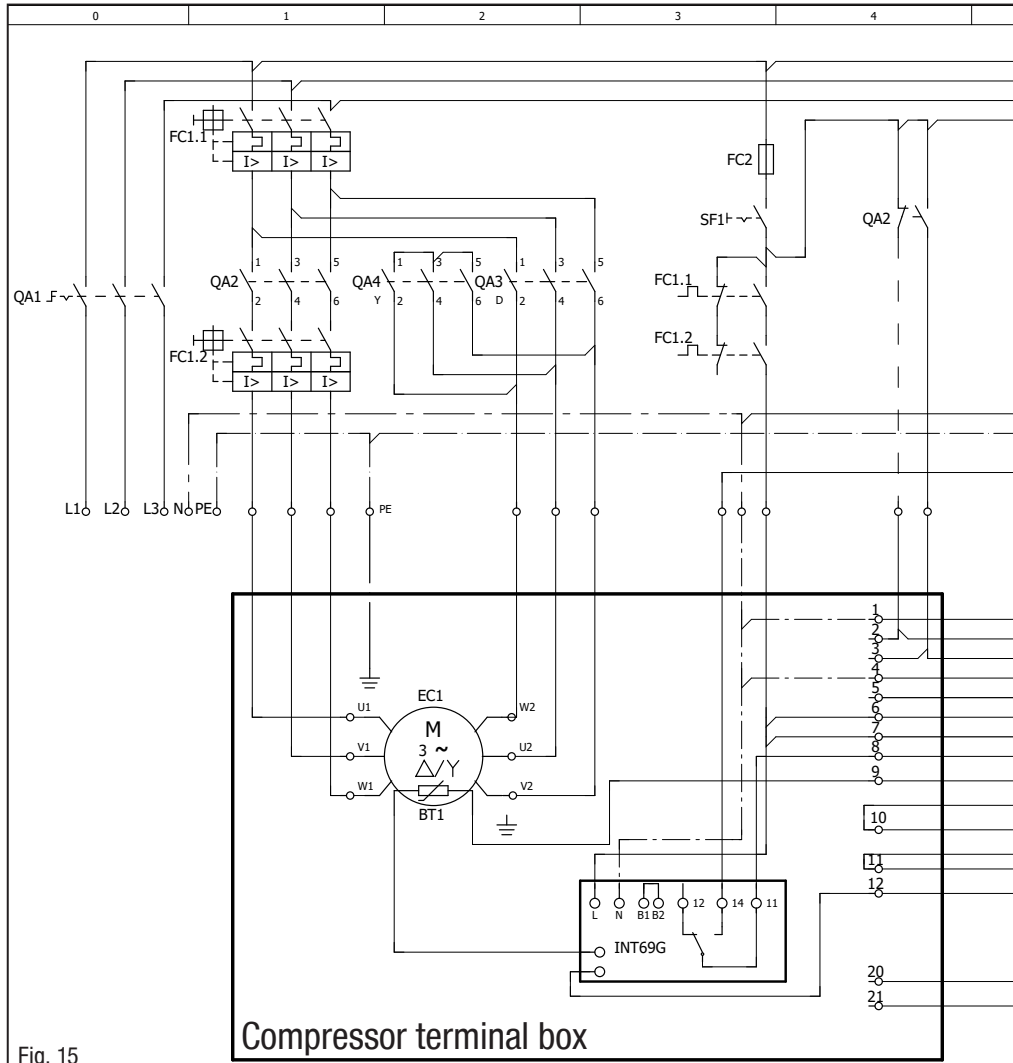 0 1 2 3 4
FC1.1
I> I> I>
FC2
SF1
QA2
QA1
QA2 1 3 5
2 4 6
QA4 1 3 5
Y 2 4 6
QA3 1 3 5
D 2 4 6
FC1.1
FC1.2
FC1.2
I> I> I>
L1 L2 L3 N PE PE
1
2
3
4
5
6
7
8
9
10
11
12
20
21
EC1
U1 W2
M
3 ~
V1 U2
△/Y
W1 V2
BT1
L N B1 B2 12 14 11
INT69G
Compressor terminal box
Fig. 15